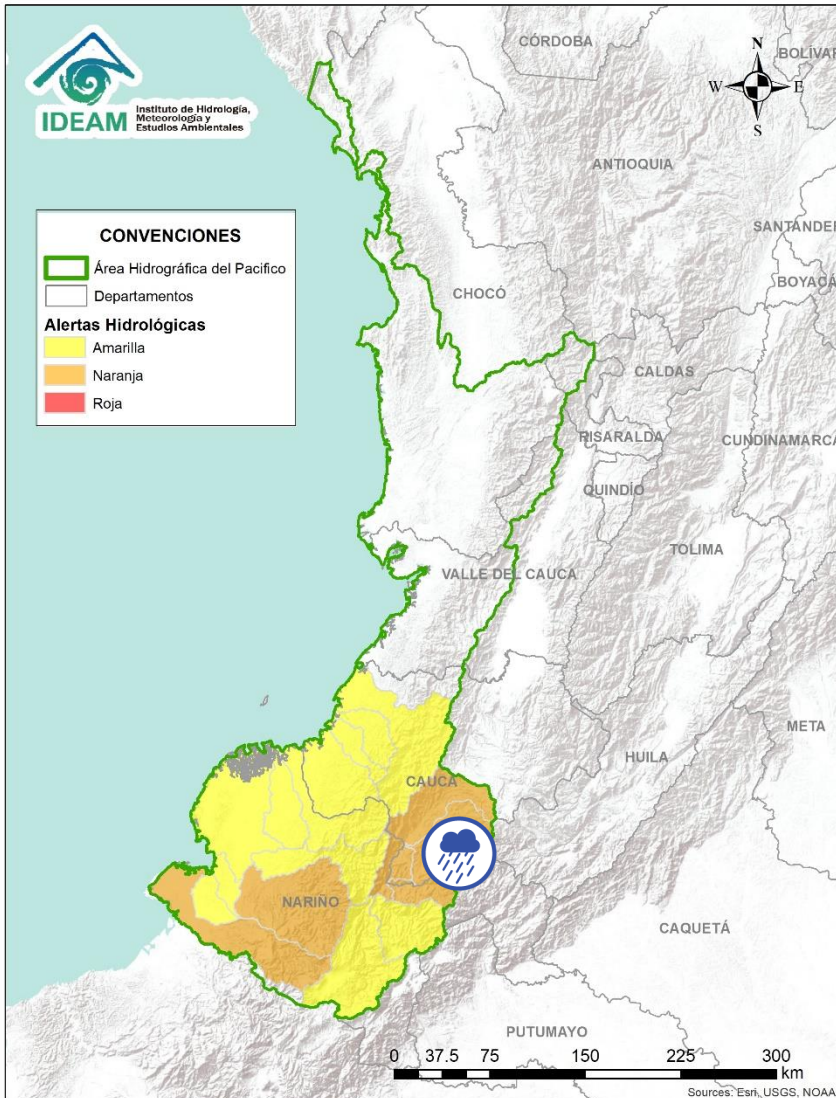 IDEAM
Instituto de Hidrología,
Meteorología y
Estudios Ambientales
N
W
E
S
CÓRDOBA
BOLÍVAR
ANTIOQUIA
SANTANDER
BOYACÁ
CONVENCIONES
Área Hidrográfica del Pacifico
Departamentos
Alertas Hidrológicas
Amarilla
Naranja
Roja
CHOCÓ
CALDAS
RISARALDA
CUNDINAMARCA
QUINDÍO
TOLIMA
VALLE DEL CAUCA
META
HUILA
CAUCA
NARIÑO
CAQUETÁ
PUTUMAYO
0 37.5 75 150 225 300
km
Sources: Esri, USGS, NOAA